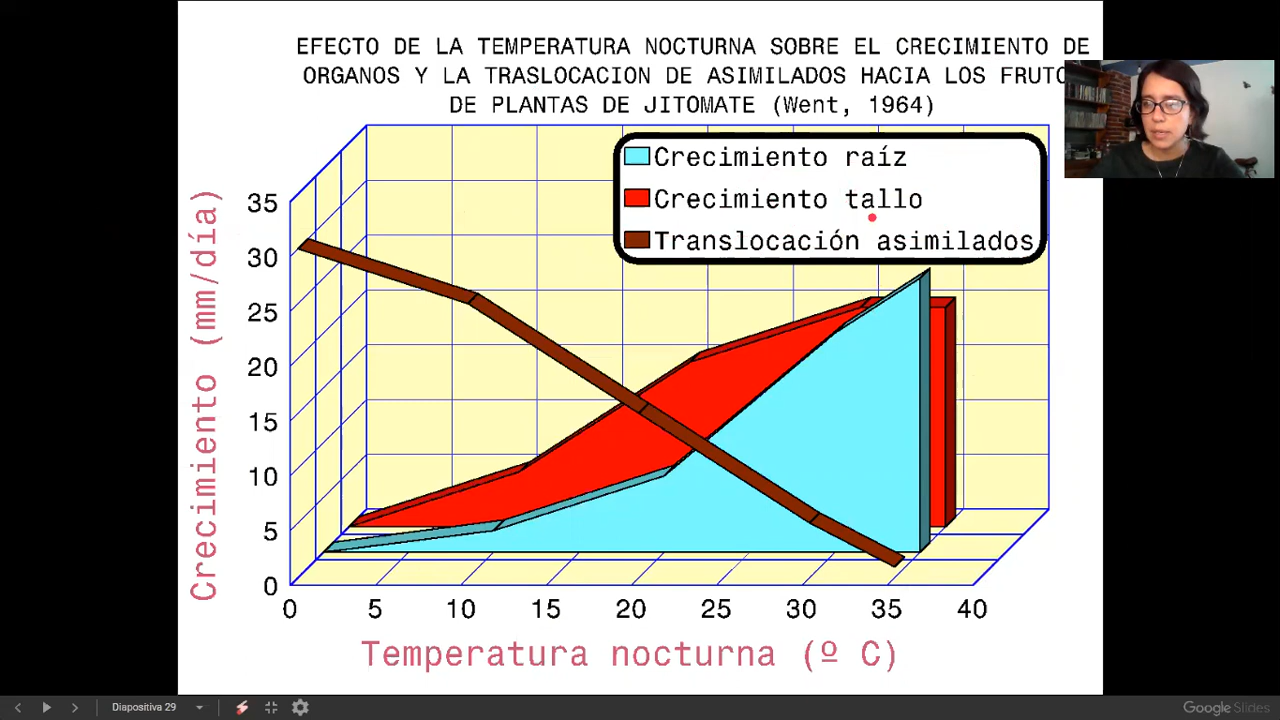 EFECTO DE LA TEMPERATURA NOCTURNA SOBRE EL CRECIMIENTO DE
ORGANOS Y LA TRASLOCACION DE ASIMILADOS HACIA LOS FRUTO
DE PLANTAS DE JITOMATE (Went, 1964)
Crecimiento raíz
Crecimiento tallo
Translocación asimilados
Crecimiento (mm/día)
35
30
25
20
15
10
5
0
0 5 10 15 20 25 30 35 40
Temperatura nocturna (º C)
Diapositiva 29
Google Slides